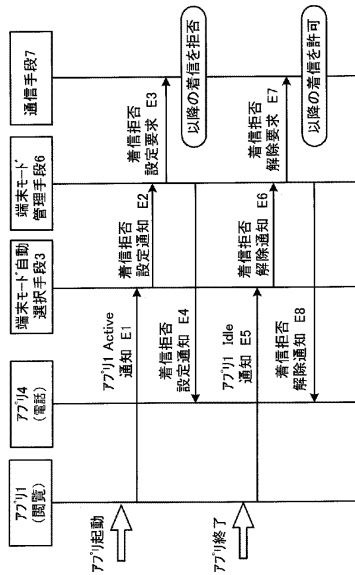 アプリ1
(閲覧)
アプリ4
(電話)
端末モード自動
選択手段3
端末モード
管理手段6
通信手段7
アプリ起動
アプリ1 Active
通知 E1
着信拒否
設定通知 E2
着信拒否
設定要求 E3
以降の着信を拒否
着信拒否
設定通知 E4
アプリ終了
アプリ1 Idle
通知 E5
着信拒否
解除通知 E6
着信拒否
解除要求 E7
以降の着信を許可
着信拒否
解除通知 E8